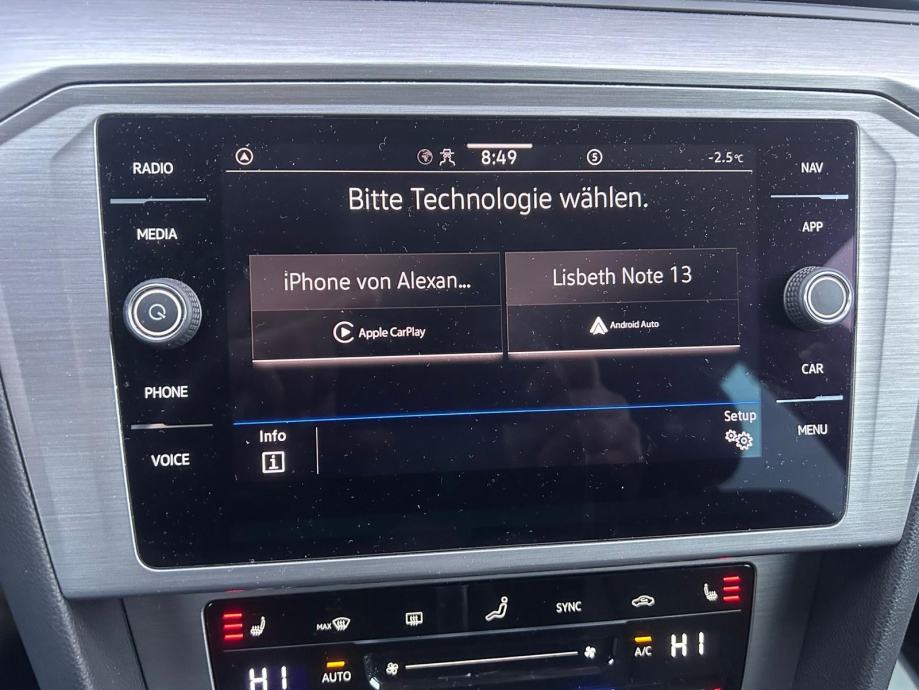 RADIO
MEDIA
PHONE
VOICE
8:49
5
-2.5°C
Bitte Technologie wählen.
iPhone von Alexan...
Apple CarPlay
Lisbeth Note 13
Android Auto
Info
i
Setup
NAV
APP
CAR
MENU
MAX
SYNC
HI
AUTO
A/C
HI